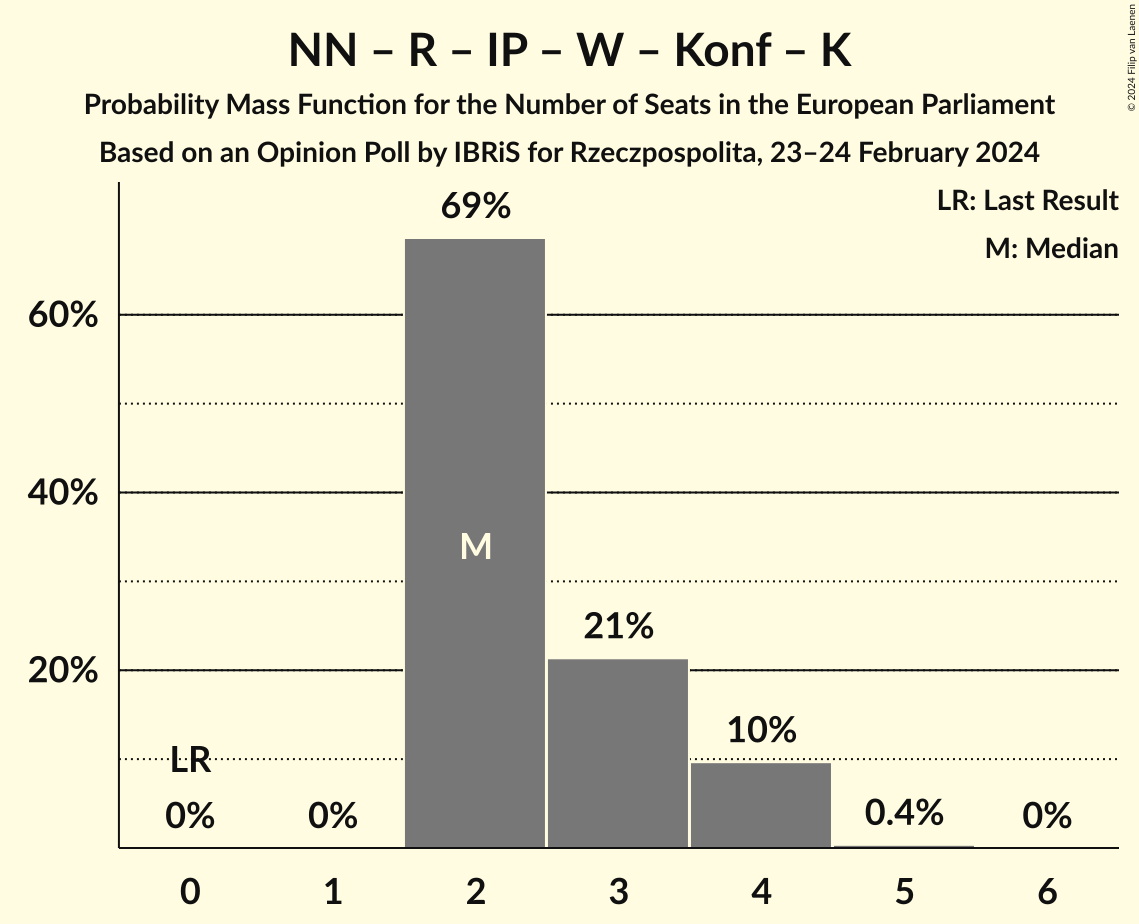 NN – R – IP – W – Konf – K
Probability Mass Function for the Number of Seats in the European Parliament
Based on an Opinion Poll by IBRiS for Rzeczpospolita, 23–24 February 2024
© 2024 Filip van Laenen
LR: Last Result
M: Median
69%
60%
40%
M
21%
20%
10%
LR
0%
0%
0.4%
0%
0 1 2 3 4 5 6